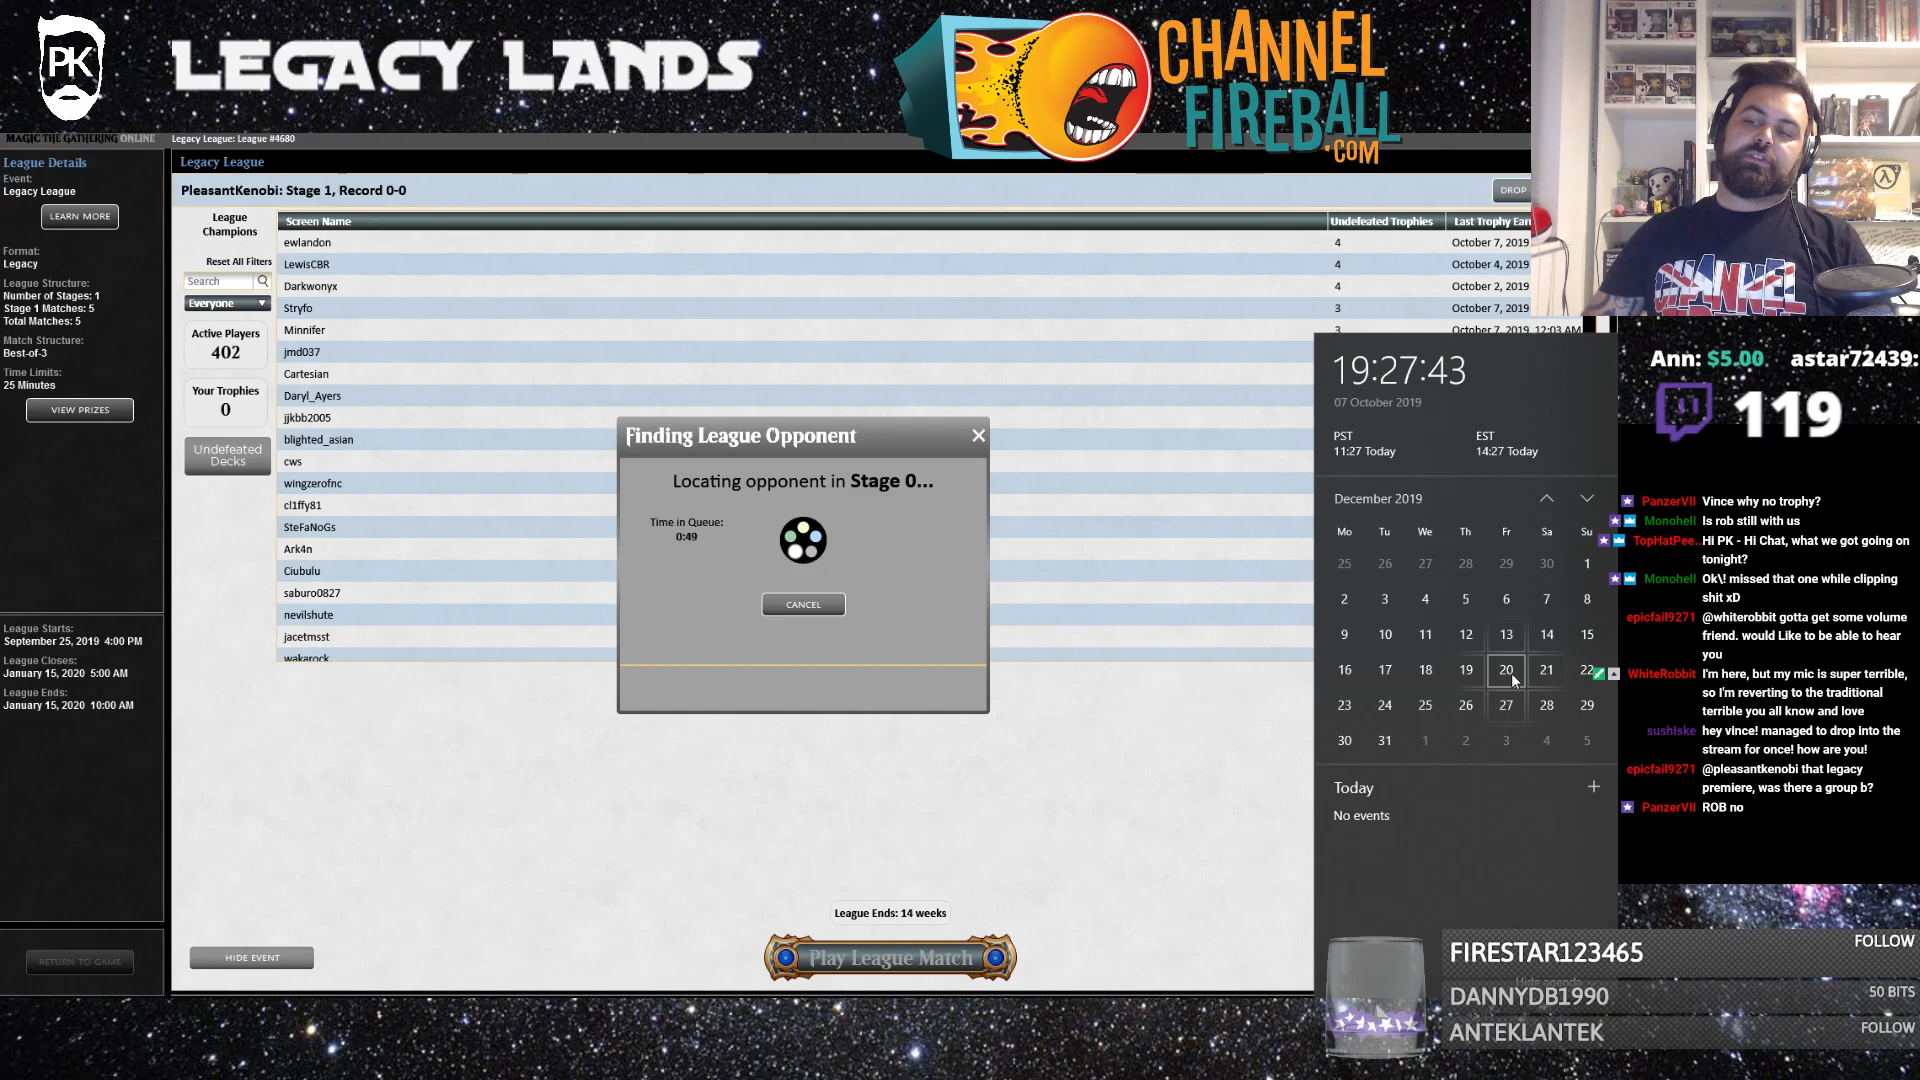 PK
LEGACY LANDS
CHANNEL
FIREBALL
.COM
MAGIC THE GATHERING ONLINE
Legacy League: League #4680
League Details
Event:
Legacy League
LEARN MORE
Format:
Legacy
League Structure:
Number of Stages: 1
Stage 1 Matches: 5
Total Matches: 5
Match Structure:
Best-of-3
Time Limits:
25 Minutes
VIEW PRIZES
League Starts:
September 25, 2019 4:00 PM
League Closes:
January 15, 2020 5:00 AM
League Ends:
January 15, 2020 10:00 AM
RETURN TO GAME
Legacy League
PleasantKenobi: Stage 1, Record 0-0
DROP
League
Champions
Reset All Filters
Search
Everyone
Active Players
402
Your Trophies
0
Undefeated
Decks
Screen Name Undefeated Trophies Last Trophy Earn
ewlandon 4 October 7, 2019
LewisCBR 4 October 4, 2019
Darkwonyx 4 October 2, 2019
Stryfo 3 October 7, 2019
Minnifer 3 October 7, 2019 12:03 AM
jmd037
Cartesian
Daryl_Ayers
jjkbb2005
blighted_asian
cws
wingzerofnc
cl1ffy81
SteFaNoGs
Ark4n
Ciubulu
saburo0827
nevilshute
jacetmsst
wakarock
Finding League Opponent
Locating opponent in Stage 0...
Time in Queue:
0:49
CANCEL
League Ends: 14 weeks
HIDE EVENT
Play League Match
19:27:43
07 October 2019
PST EST
11:27 Today 14:27 Today
December 2019
Mo Tu We Th Fr Sa Su
25 26 27 28 29 30 1
2 3 4 5 6 7 8
9 10 11 12 13 14 15
16 17 18 19 20 21 22
23 24 25 26 27 28 29
30 31 1 2 3 4 5
Today
No events
CHANNEL
Ann: $5.00 astar72439:
119
PanzerVII Vince why no trophy?
Monohell Is rob still with us
TopHatPee... Hi PK - Hi Chat, what we got going on
tonight?
Monohell Ok\! missed that one while clipping
shit xD
epicfail9271 @whiterobbit gotta get some volume
friend. would Like to be able to hear
you
WhiteRobbit I'm here, but my mic is super terrible,
so I'm reverting to the traditional
terrible you all know and love
sushiske hey vince! managed to drop into the
stream for once! how are you!
epicfail9271 @pleasantkenobi that legacy
premiere, was there a group b?
PanzerVII ROB no
FIRESTAR123465 FOLLOW
Hide agenda
DANNYDB1990 50 BITS
ANTEKLANTEK FOLLOW